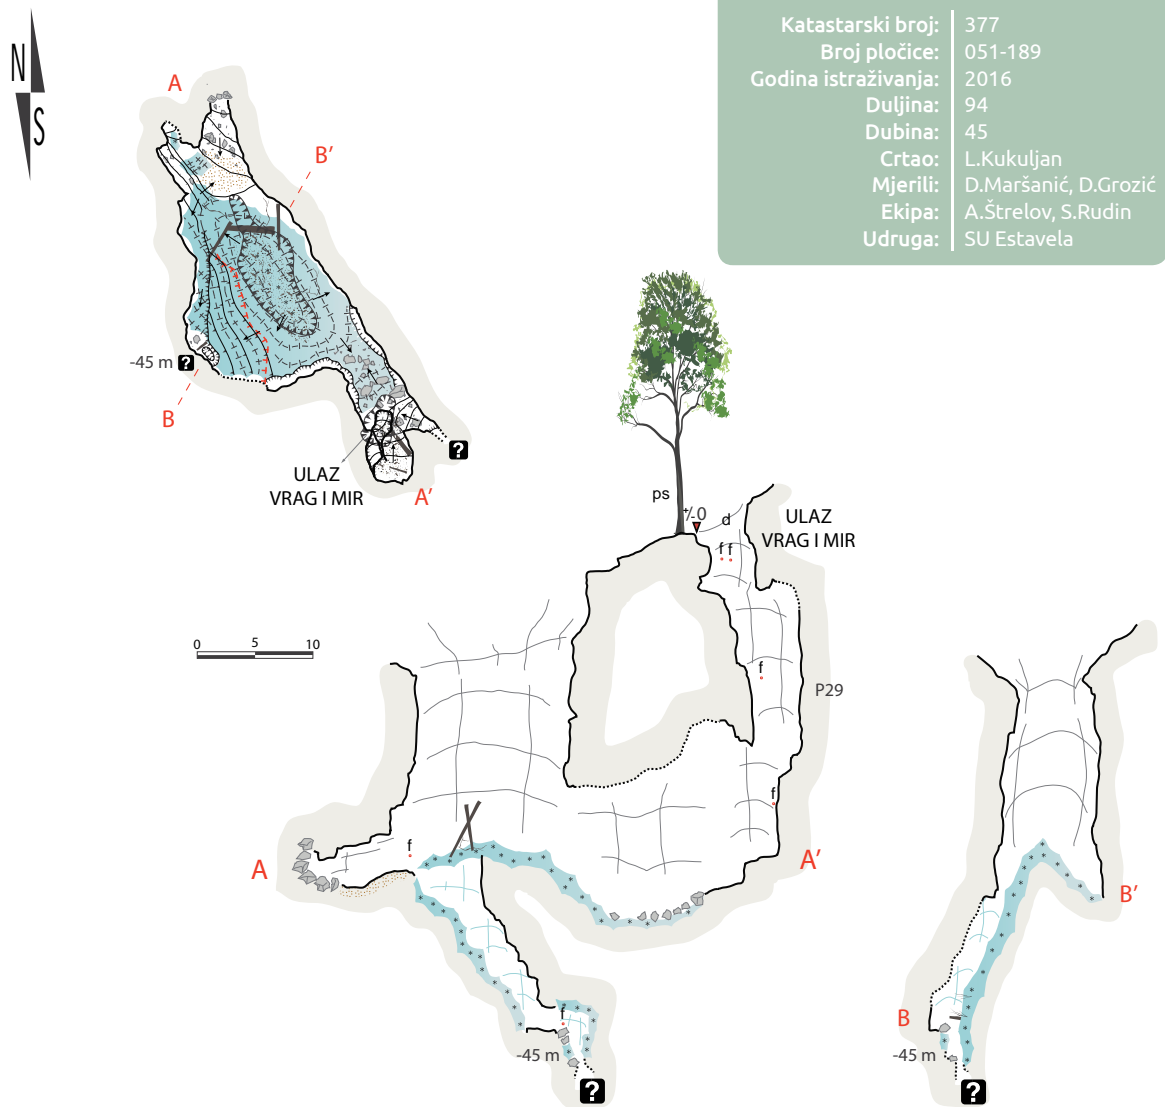 N
S
Katastarski broj: 377
Broj pločice: 051-189
Godina istraživanja: 2016
Duljina: 94
Dubina: 45
Crtao: L.Kukuljan
Mjerili: D.Maršanić, D.Grozić
Ekipa: A.Štrelov, S.Rudin
Udruga: SU Estavela
A
B'
-45 m ?
B
?
ULAZ
VRAG I MIR
A'
ps
+/-0
d
ULAZ
VRAG I MIR
f f
0 5 10
f
P29
f
f
A
A'
B'
f
B
-45 m
-45 m
?
?